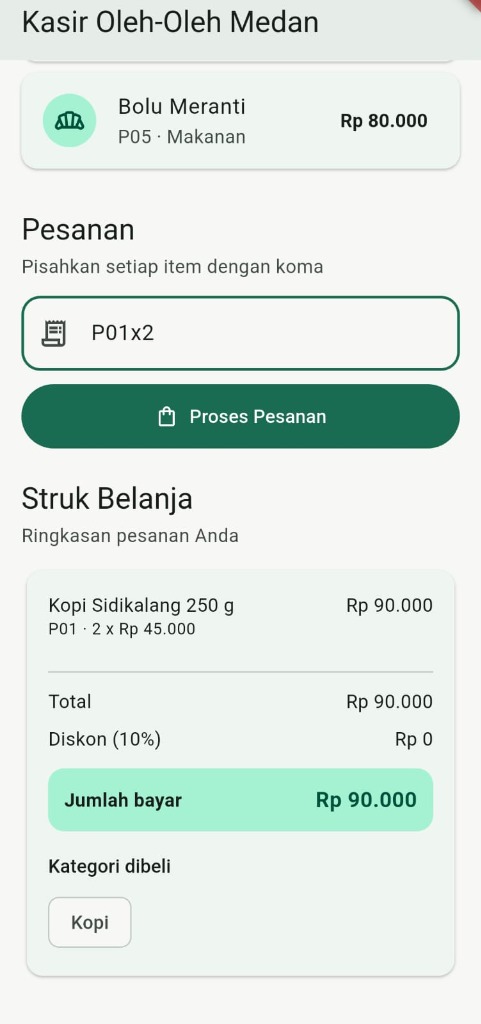 Kasir Oleh-Oleh Medan
Bolu Meranti
P05 · Makanan
Rp 80.000
Pesanan
Pisahkan setiap item dengan koma
P01x2
Proses Pesanan
Struk Belanja
Ringkasan pesanan Anda
Kopi Sidikalang 250 g
Rp 90.000
P01 · 2 x Rp 45.000
Total
Rp 90.000
Diskon (10%)
Rp 0
Jumlah bayar
Rp 90.000
Kategori dibeli
Kopi